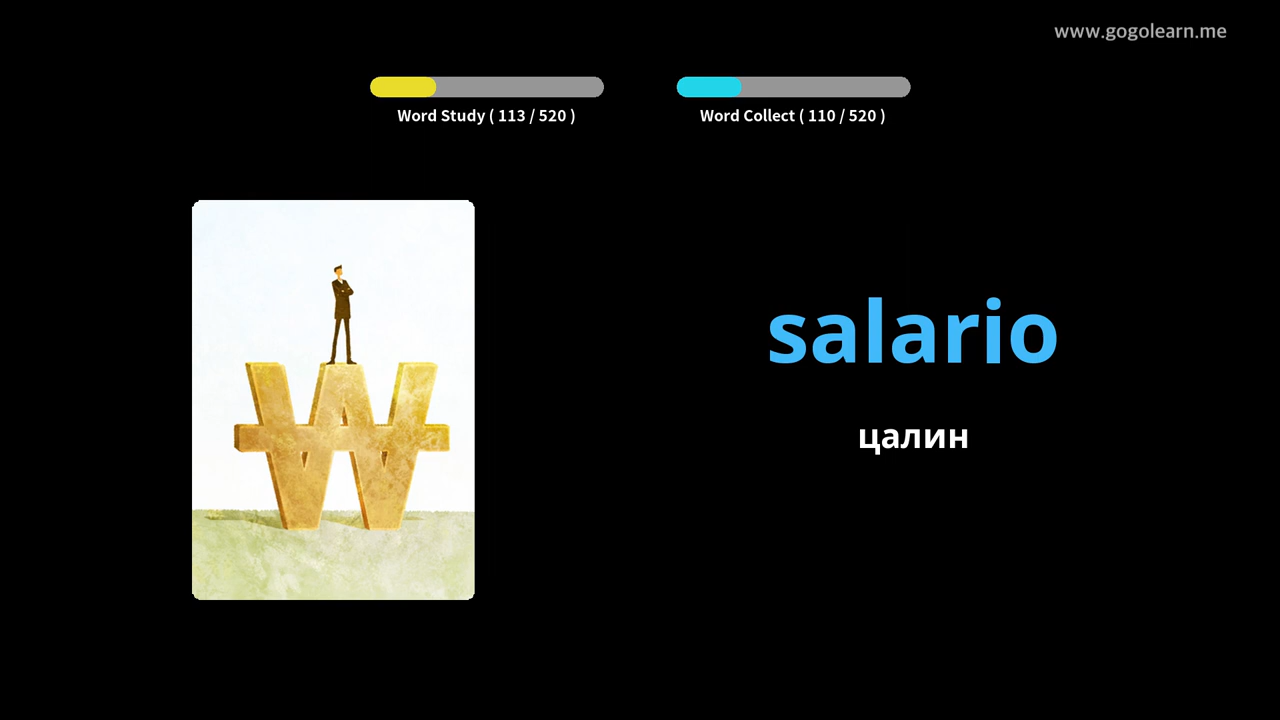 www.gogolearn.me
Word Study ( 113 / 520 )
Word Collect ( 110 / 520 )
salario
цалин